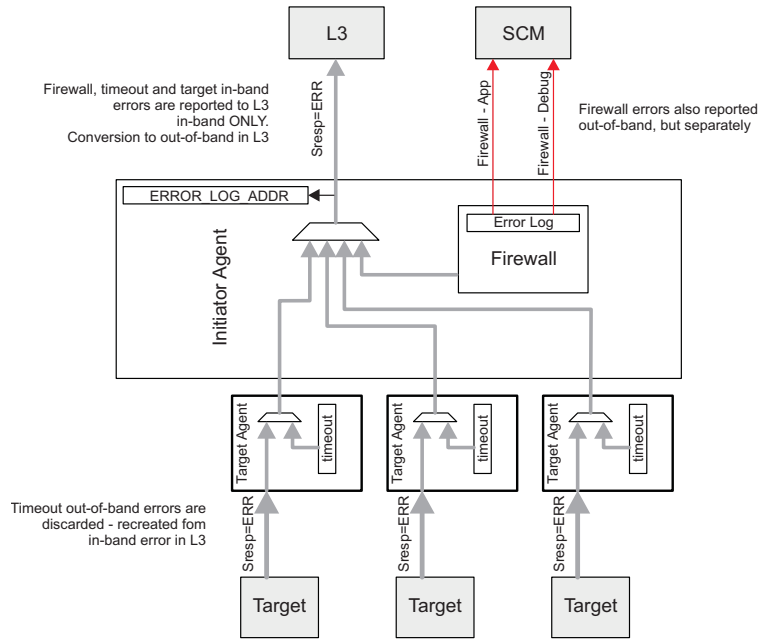 L3
SCM
Firewall, timeout and target in-band
errors are reported to L3
in-band ONLY.
Conversion to out-of-band in L3
Sresp=ERR
Firewall - App
Firewall - Debug
Firewall errors also reported
out-of-band, but separately
ERROR_LOG_ADDR
Error Log
Firewall
Initiator Agent
Target Agent
timeout
Target Agent
timeout
Target Agent
timeout
Timeout out-of-band errors are
discarded - recreated fom
in-band error in L3
Sresp=ERR
Sresp=ERR
Sresp=ERR
Target
Target
Target